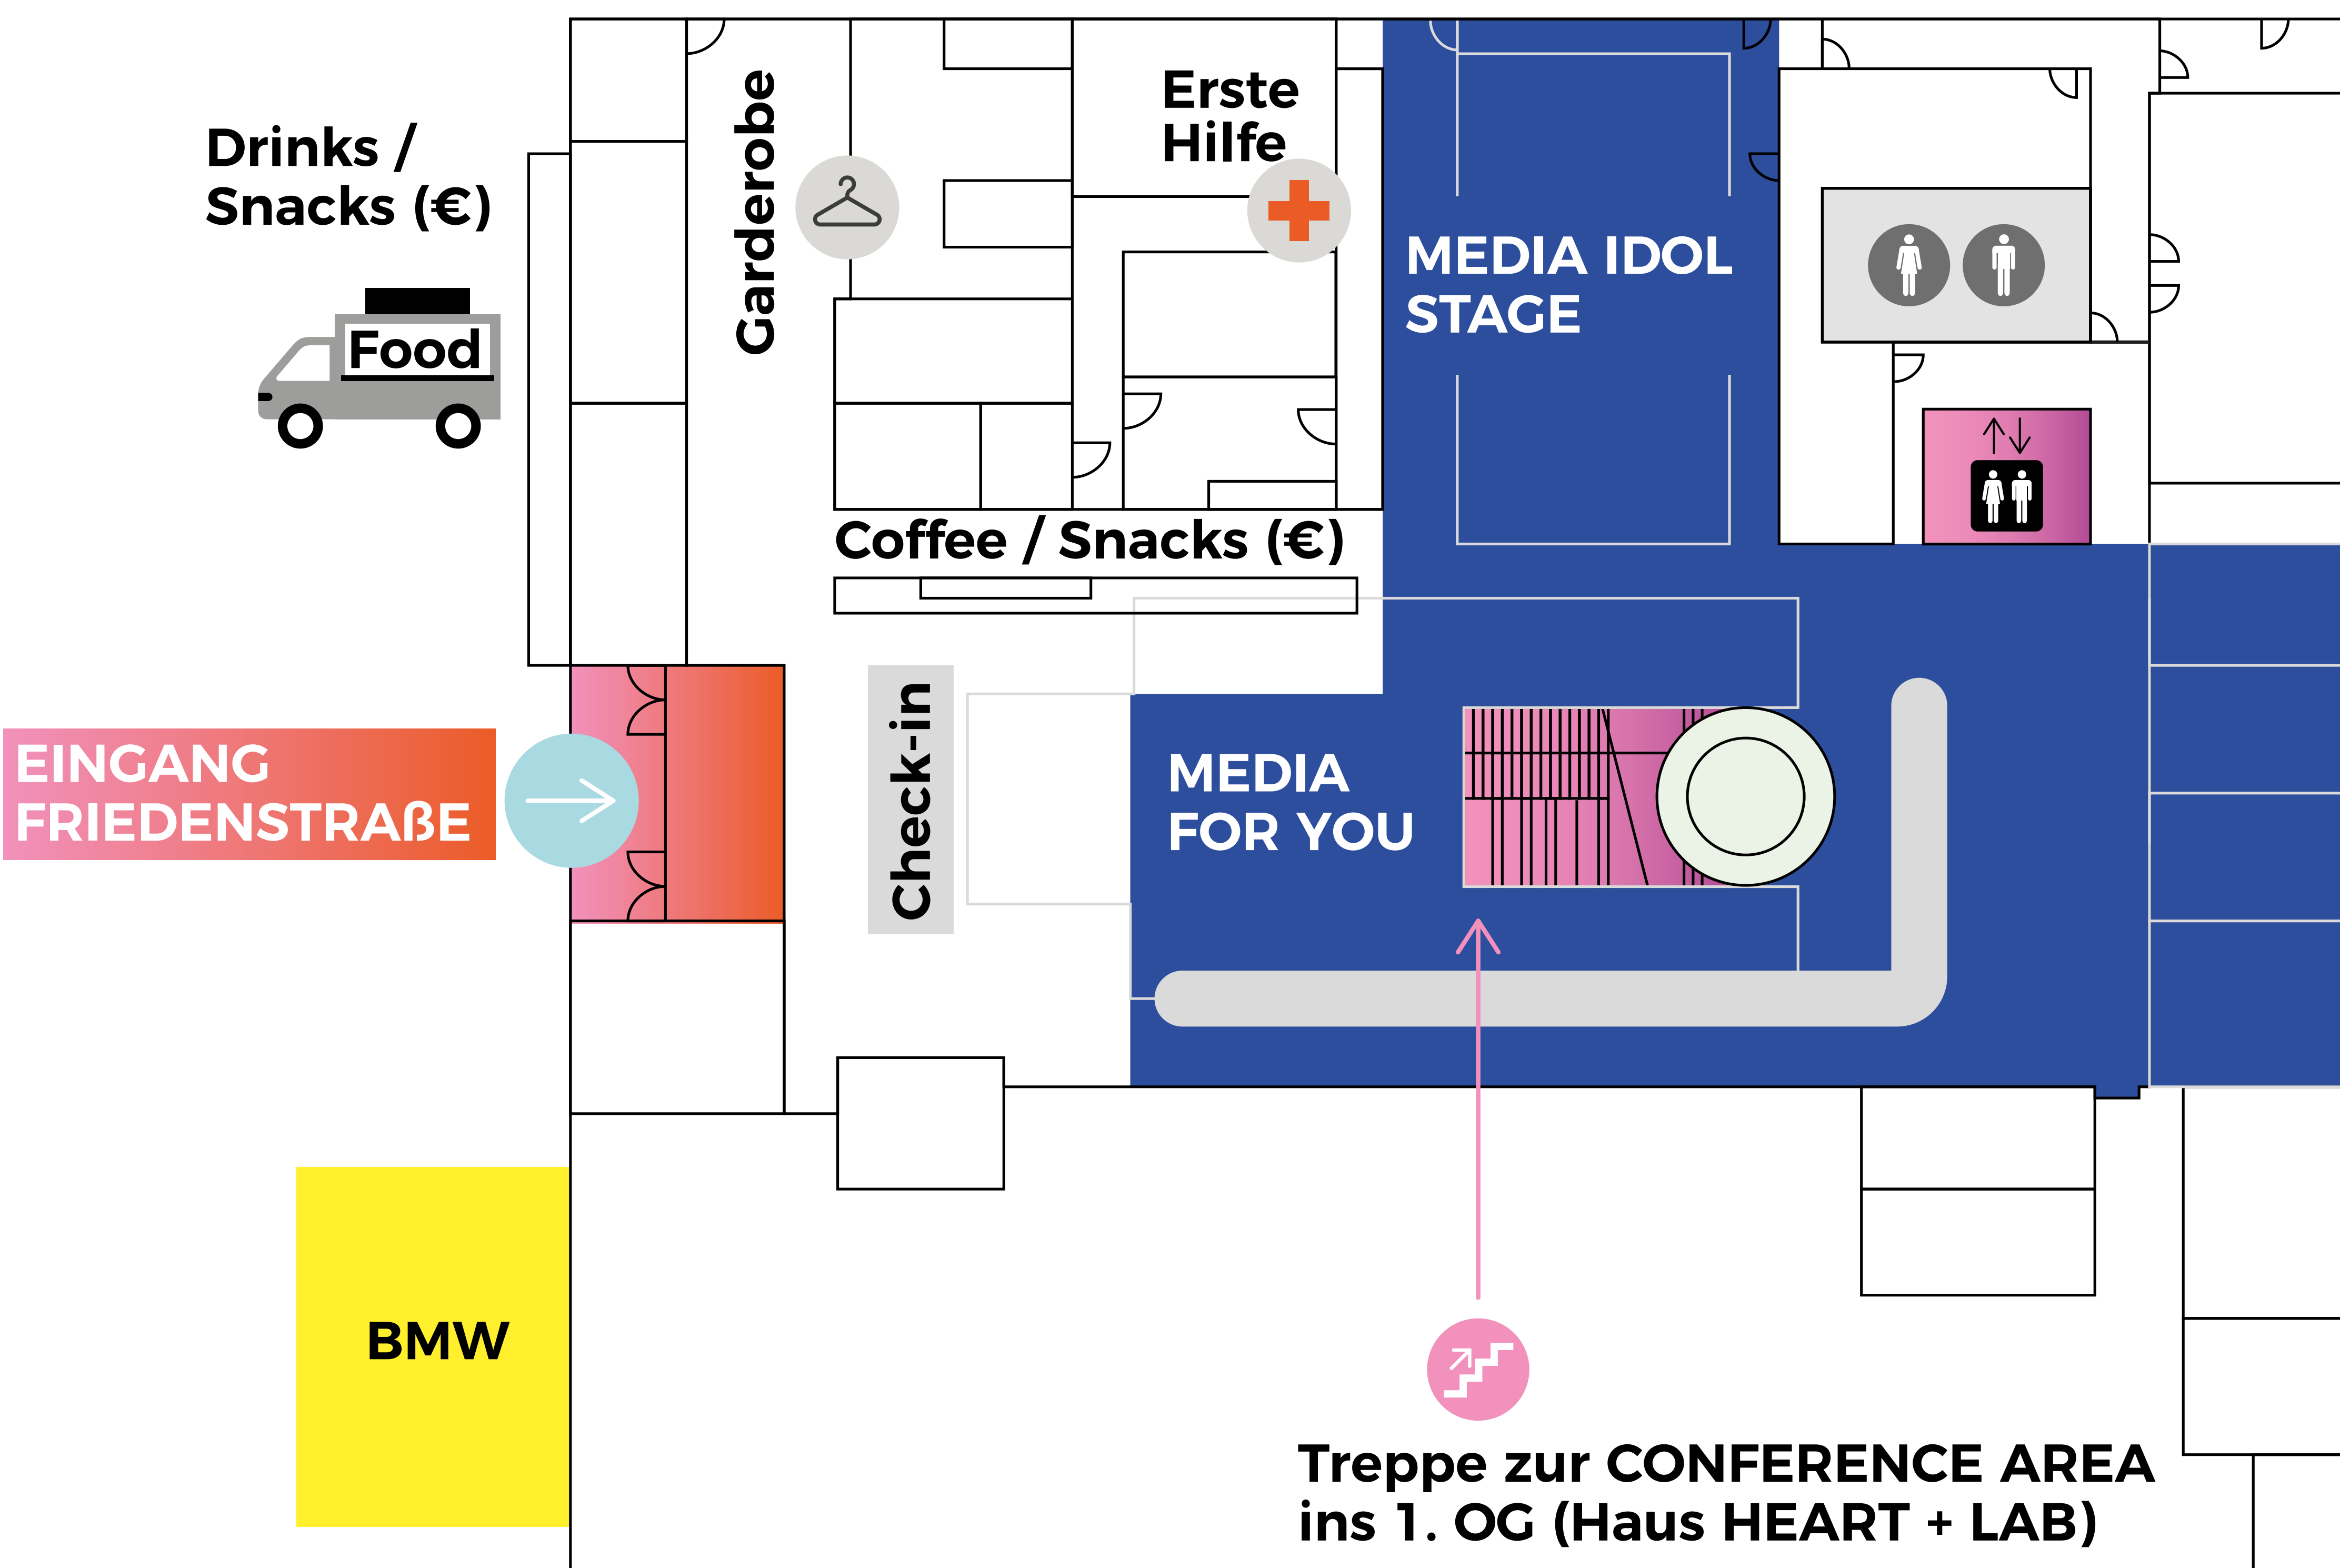 Drinks /
Snacks (€)
Food
Garderobe
Erste
Hilfe
MEDIA IDOL
STAGE
Coffee / Snacks (€)
EINGANG
FRIEDENSTRAßE
Check-in
MEDIA
FOR YOU
BMW
Treppe zur CONFERENCE AREA
ins 1. OG (Haus HEART + LAB)